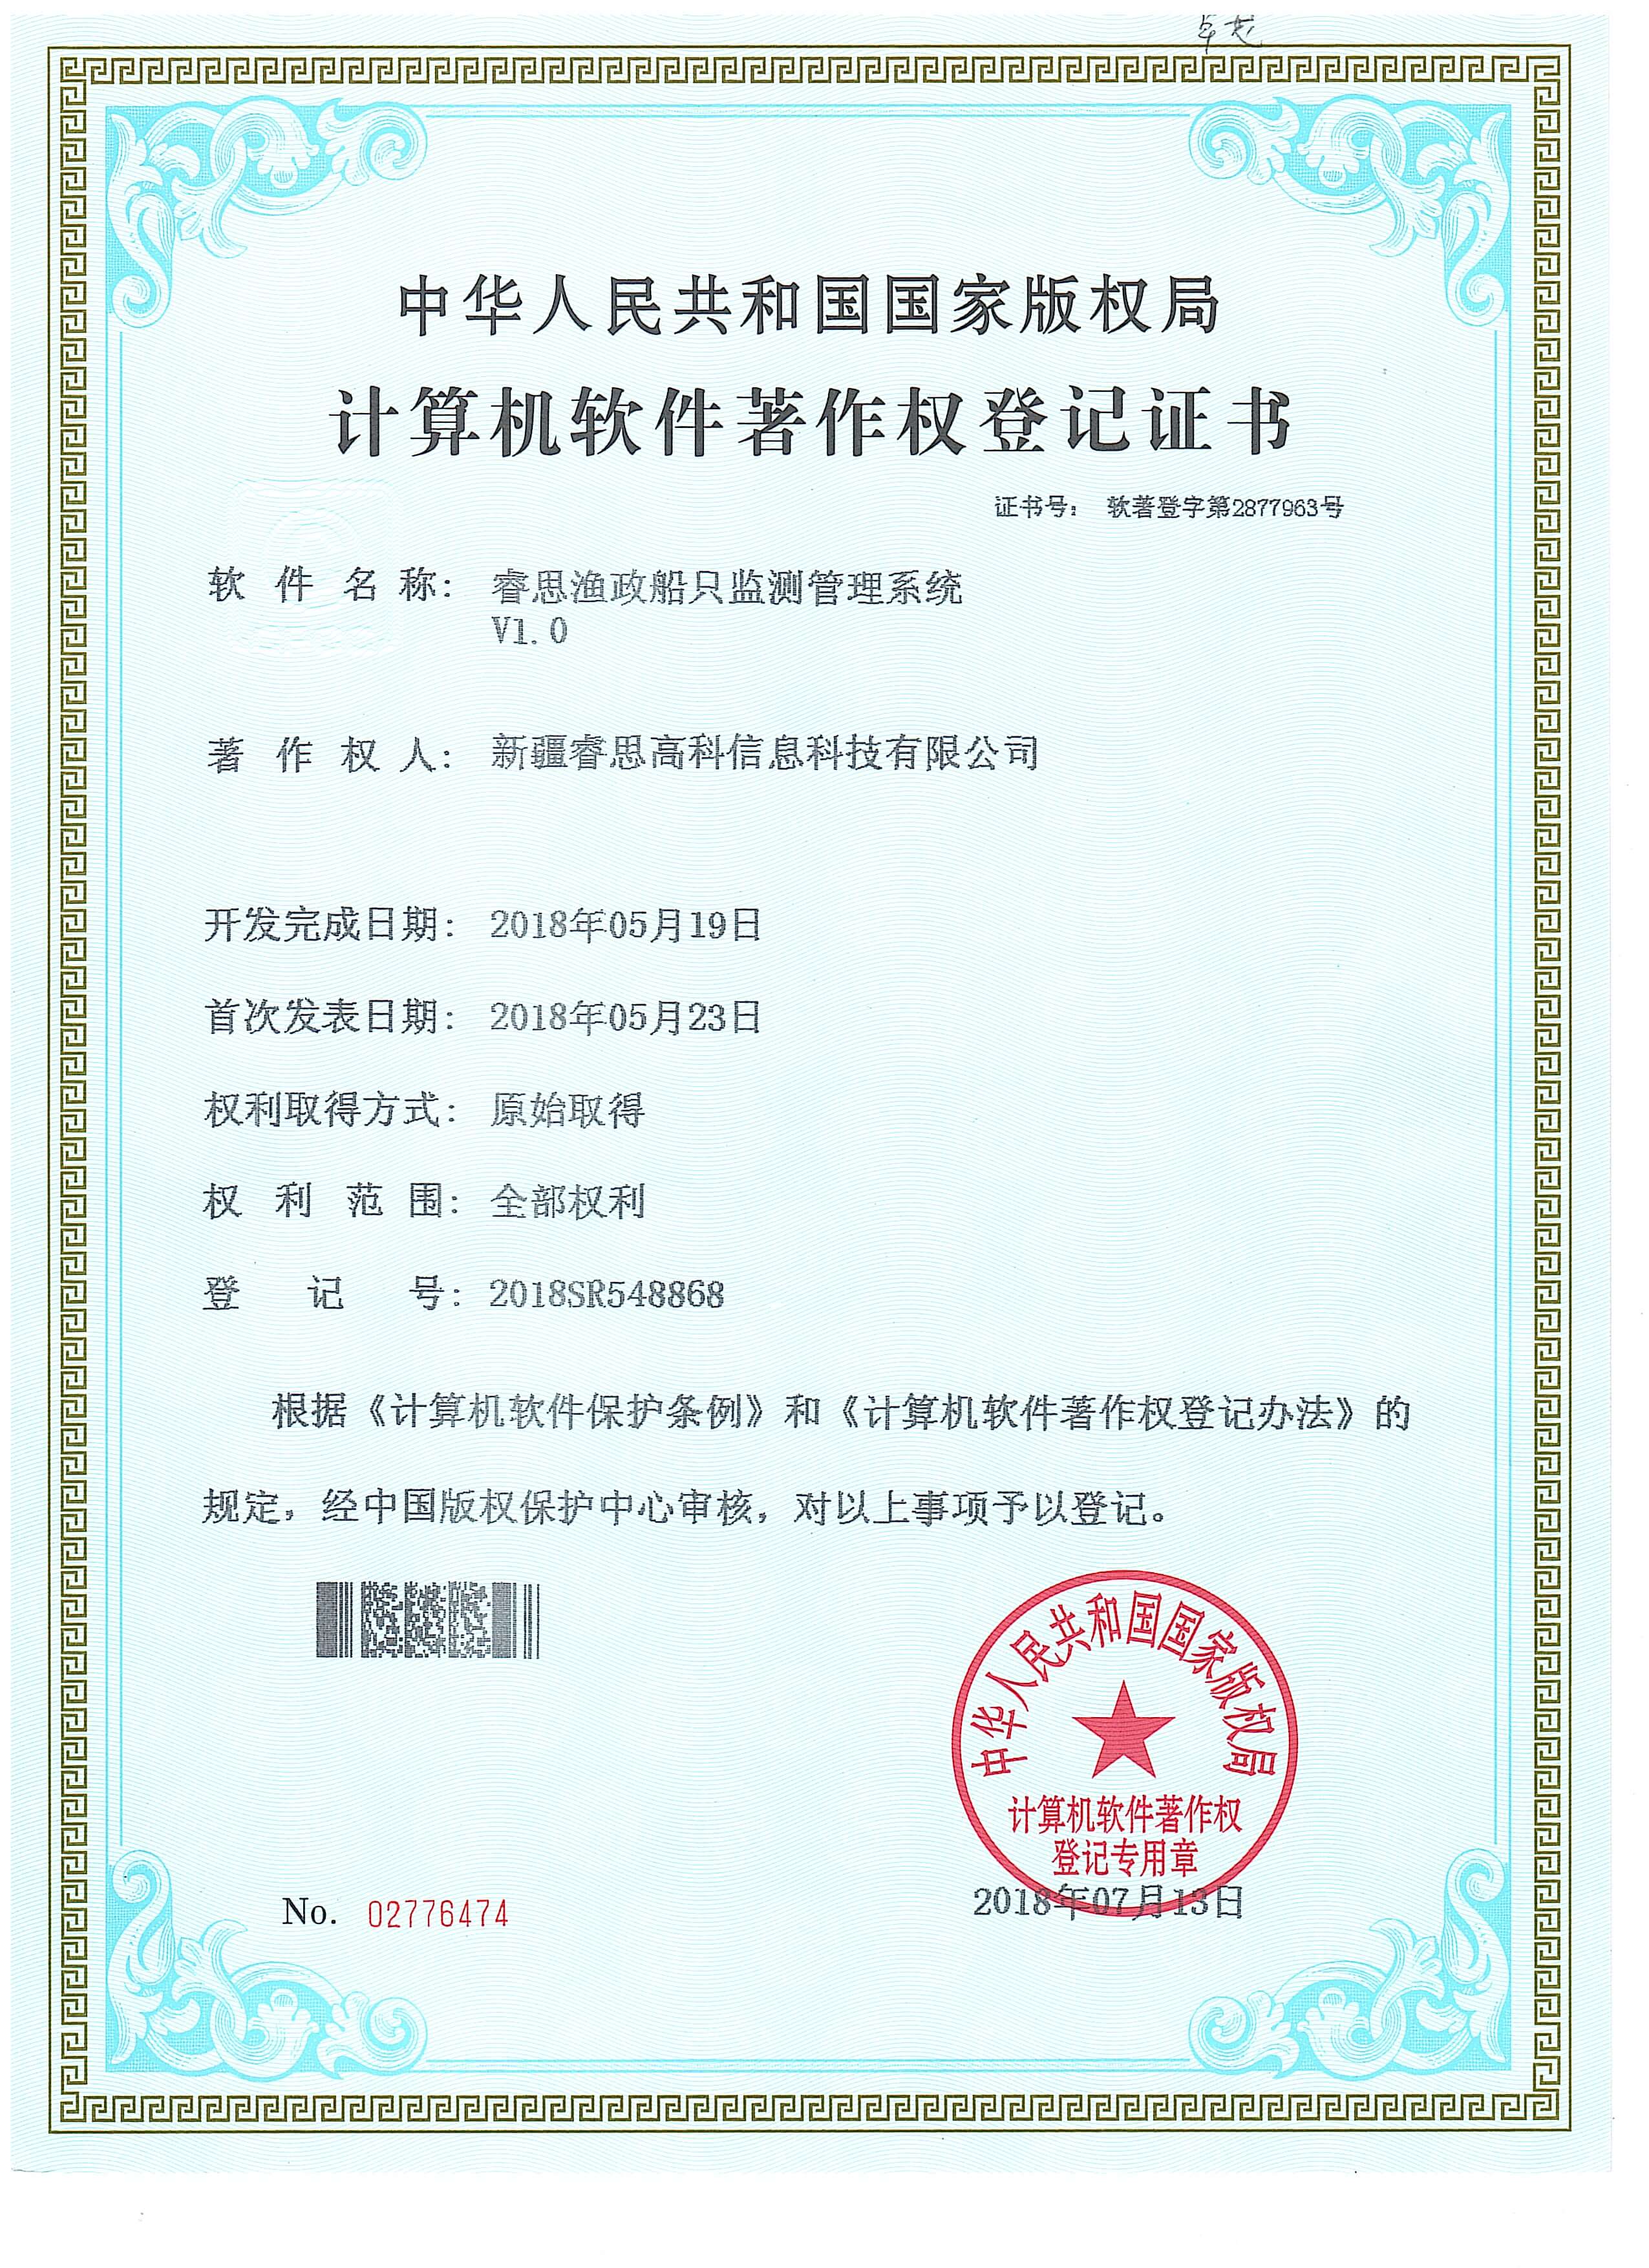 中华人民共和国国家版权局
计算机软件著作权登记证书
证书号： 软著登字第2877963号
软件名称： 睿思渔政船只监测管理系统
V1.0
著作权人： 新疆睿思高科信息科技有限公司
开发完成日期： 2018年05月19日
首次发表日期： 2018年05月23日
权利取得方式： 原始取得
权利范围： 全部权利
登记号： 2018SR548868
根据《计算机软件保护条例》和《计算机软件著作权登记办法》的
规定，经中国版权保护中心审核，对以上事项予以登记。
中华人民共和国国家版权局
计算机软件著作权
登记专用章
No. 02776474
2018年07月13日